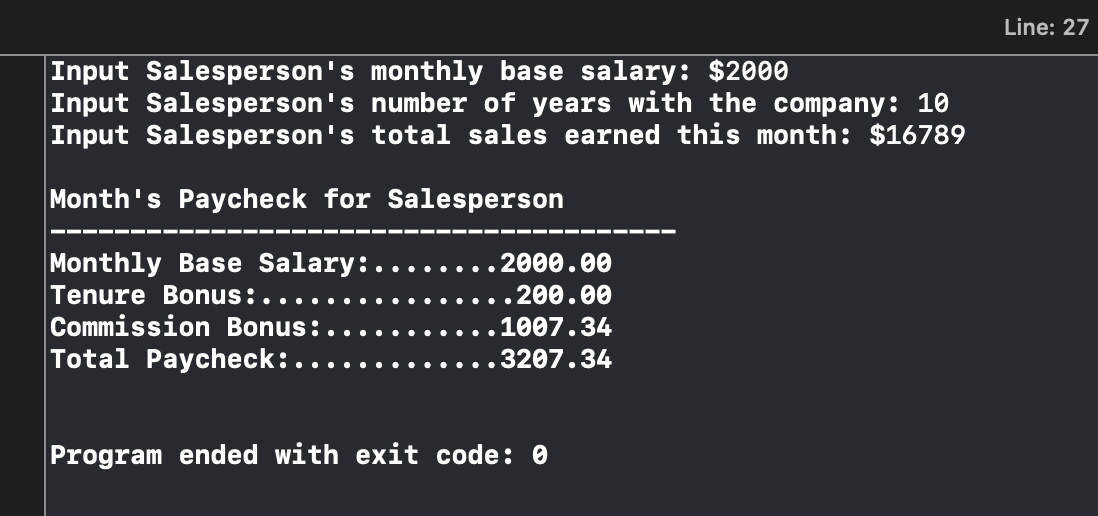 Line: 27
Input Salesperson's monthly base salary: $2000
Input Salesperson's number of years with the company: 10
Input Salesperson's total sales earned this month: $16789
Month's Paycheck for Salesperson
---------------------------------------
Monthly Base Salary:........2000.00
Tenure Bonus:................200.00
Commission Bonus:...........1007.34
Total Paycheck:.............3207.34
Program ended with exit code: 0